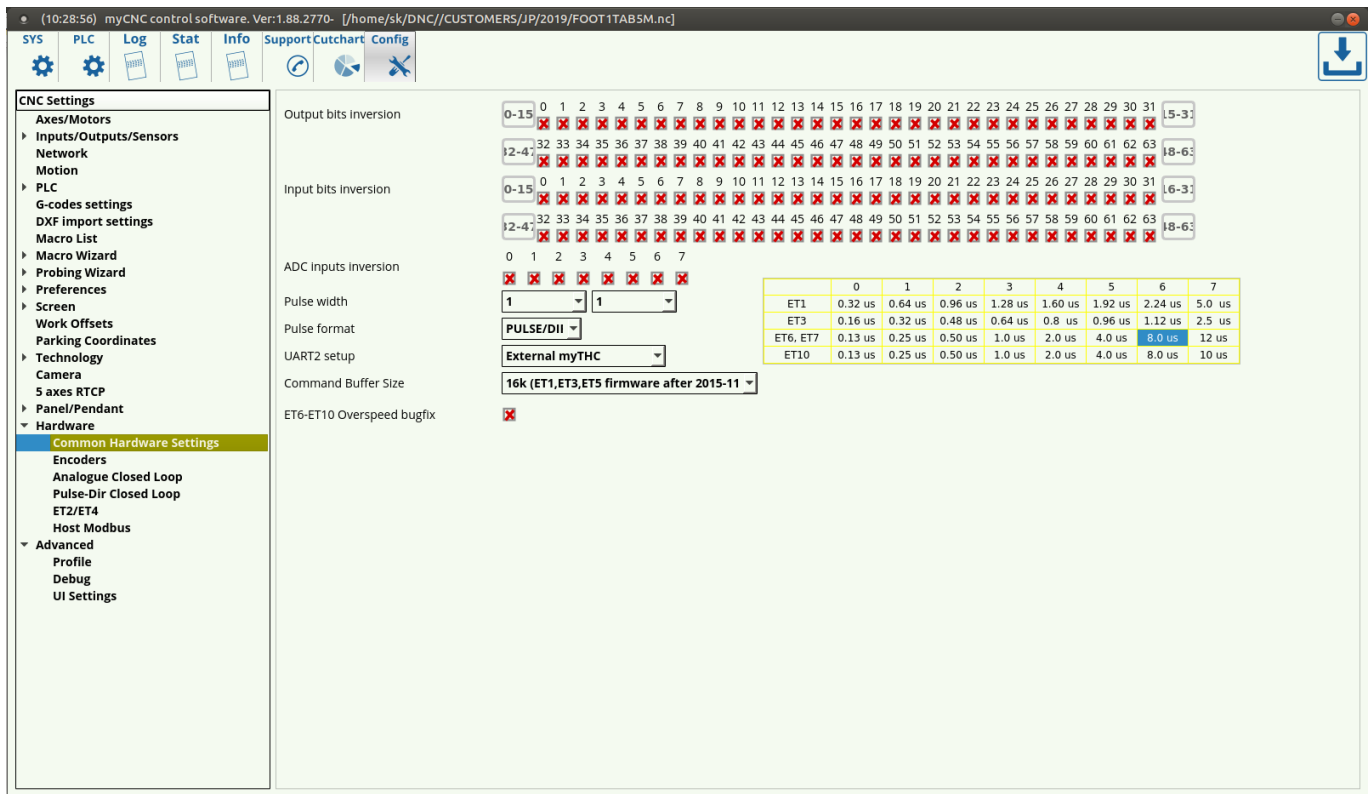 (10:28:56) myCNC control software. Ver:1.88.2770- [/home/sk/DNC//CUSTOMERS/JP/2019/FOOT1TAB5M.nc]
SYS PLC Log Stat Info Support Cutchart Config
CNC Settings
Axes/Motors
Inputs/Outputs/Sensors
Network
Motion
PLC
G-codes settings
DXF import settings
Macro List
Macro Wizard
Probing Wizard
Preferences
Screen
Work Offsets
Parking Coordinates
Technology
Camera
5 axes RTCP
Panel/Pendant
Hardware
Common Hardware Settings
Encoders
Analogue Closed Loop
Pulse-Dir Closed Loop
ET2/ET4
Host Modbus
Advanced
Profile
Debug
UI Settings
Output bits inversion
0-15 0 1 2 3 4 5 6 7 8 9 10 11 12 13 14 15 16 17 18 19 20 21 22 23 24 25 26 27 28 29 30 31
32 33 34 35 36 37 38 39 40 41 42 43 44 45 46 47 48 49 50 51 52 53 54 55 56 57 58 59 60 61 62 63
Input bits inversion
0-15 0 1 2 3 4 5 6 7 8 9 10 11 12 13 14 15 16 17 18 19 20 21 22 23 24 25 26 27 28 29 30 31
32 33 34 35 36 37 38 39 40 41 42 43 44 45 46 47 48 49 50 51 52 53 54 55 56 57 58 59 60 61 62 63
ADC inputs inversion
0 1 2 3 4 5 6 7
Pulse width 1 1
Pulse format PULSE/DII
UART2 setup External myTHC
Command Buffer Size 16k (ET1,ET3,ET5 firmware after 2015-11
ET6-ET10 Overspeed bugfix
0 1 2 3 4 5 6 7
ET1 0.32 us 0.64 us 0.96 us 1.28 us 1.60 us 1.92 us 2.24 us 5.0 us
ET3 0.16 us 0.32 us 0.48 us 0.64 us 0.8 us 0.96 us 1.12 us 2.5 us
ET6, ET7 0.13 us 0.25 us 0.50 us 1.0 us 2.0 us 4.0 us 8.0 us 12 us
ET10 0.13 us 0.25 us 0.50 us 1.0 us 2.0 us 4.0 us 8.0 us 10 us